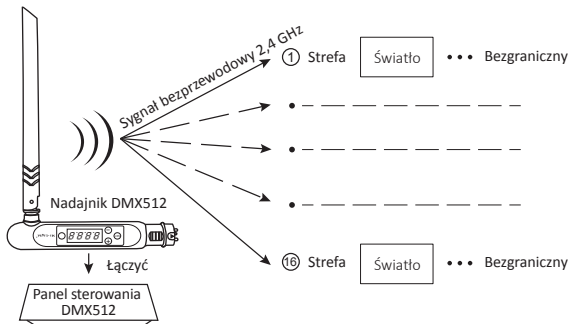 Sygnał bezprzewodowy 2,4 GHz
1 Strefa Światło ••• Bezgraniczny
Nadajnik DMX512
8888
Łączyć
16 Strefa Światło ••• Bezgraniczny
Panel sterowania
DMX512